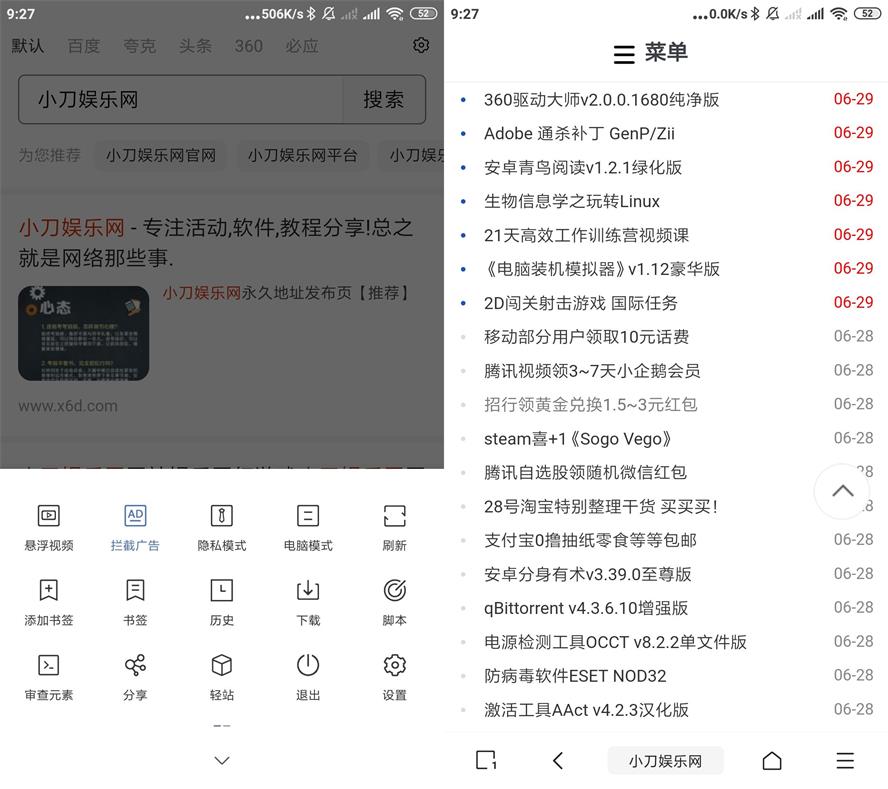 9:27
...506K/s
52
默认 百度 夸克 头条 360 必应
小刀娱乐网
搜索
为您推荐 小刀娱乐网官网 小刀娱乐网平台 小刀娱乐
小刀娱乐网 - 专注活动,软件,教程分享!总之
就是网络那些事.
小刀娱乐网永久地址发布页【推荐】
心态
www.x6d.com
AD
悬浮视频 拦截广告 隐私模式 电脑模式 刷新
添加书签 书签 历史 下载 脚本
审查元素 分享 轻站 退出 设置
9:27
...0.0K/s
52
菜单
360驱动大师v2.0.0.1680纯净版 06-29
Adobe 通杀补丁 GenP/Zii 06-29
安卓青鸟阅读v1.2.1绿化版 06-29
生物信息学之玩转Linux 06-29
21天高效工作训练营视频课 06-29
《电脑装机模拟器》v1.12豪华版 06-29
2D闯关射击游戏 国际任务 06-29
移动部分用户领取10元话费 06-28
腾讯视频领3~7天小企鹅会员 06-28
招行领黄金兑换1.5~3元红包 06-28
steam喜+1《Sogo Vego》 06-28
腾讯自选股领随机微信红包 28
28号淘宝特别整理干货 买买买! 8
支付宝0撸抽纸零食等等包邮 06-28
安卓分身有术v3.39.0至尊版 06-28
qBittorrent v4.3.6.10增强版 06-28
电源检测工具OCCT v8.2.2单文件版 06-28
防病毒软件ESET NOD32 06-28
激活工具AAct v4.2.3汉化版 06-28
1
小刀娱乐网